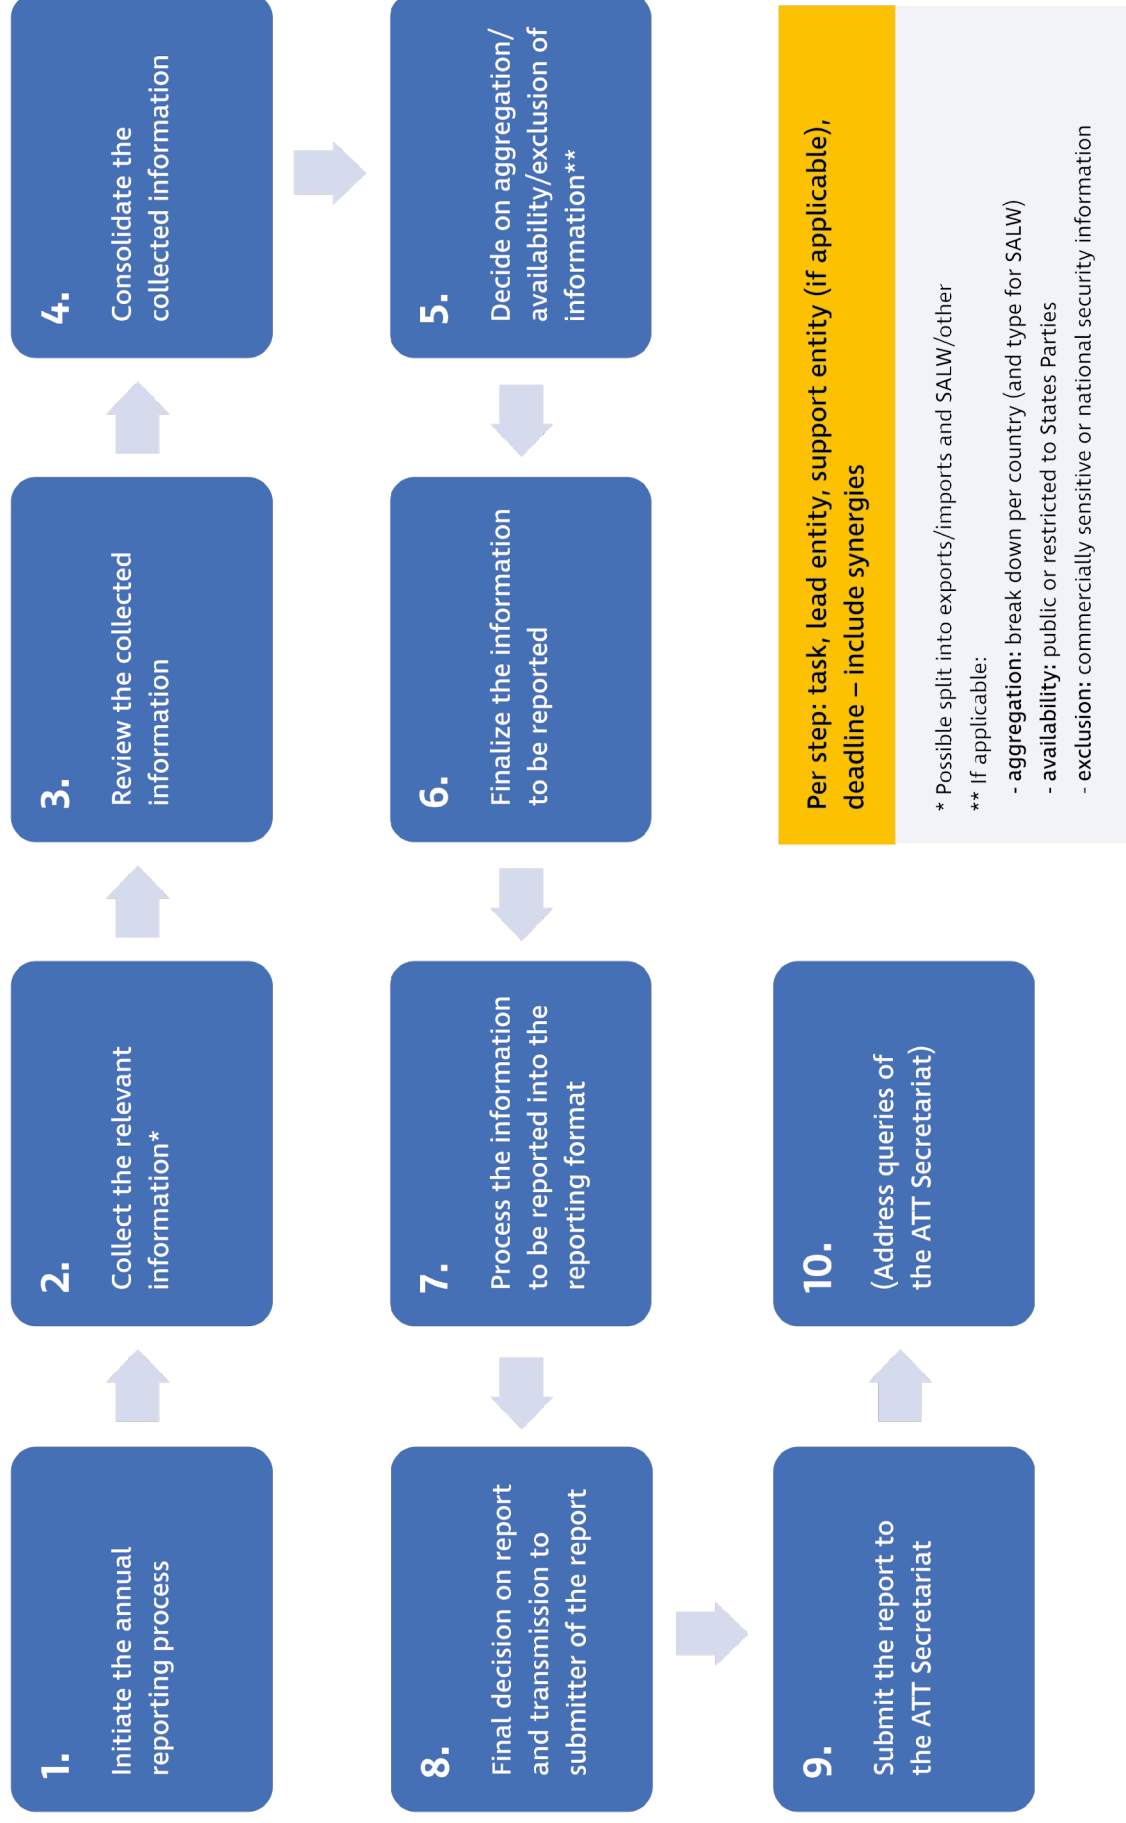 1.
Initiate the annual
reporting process
2.
Collect the relevant
information*
3.
Review the collected
information
4.
Consolidate the
collected information
5.
Decide on aggregation/
availability/exclusion of
information**
6.
Finalize the information
to be reported
7.
Process the information
to be reported into the
reporting format
8.
Final decision on report
and transmission to
submitter of the report
9.
Submit the report to
the ATT Secretariat
10.
(Address queries of
the ATT Secretariat)
Per step: task, lead entity, support entity (if applicable),
deadline – include synergies
* Possible split into exports/imports and SALW/other
** If applicable:
- aggregation: break down per country (and type for SALW)
- availability: public or restricted to States Parties
- exclusion: commercially sensitive or national security information